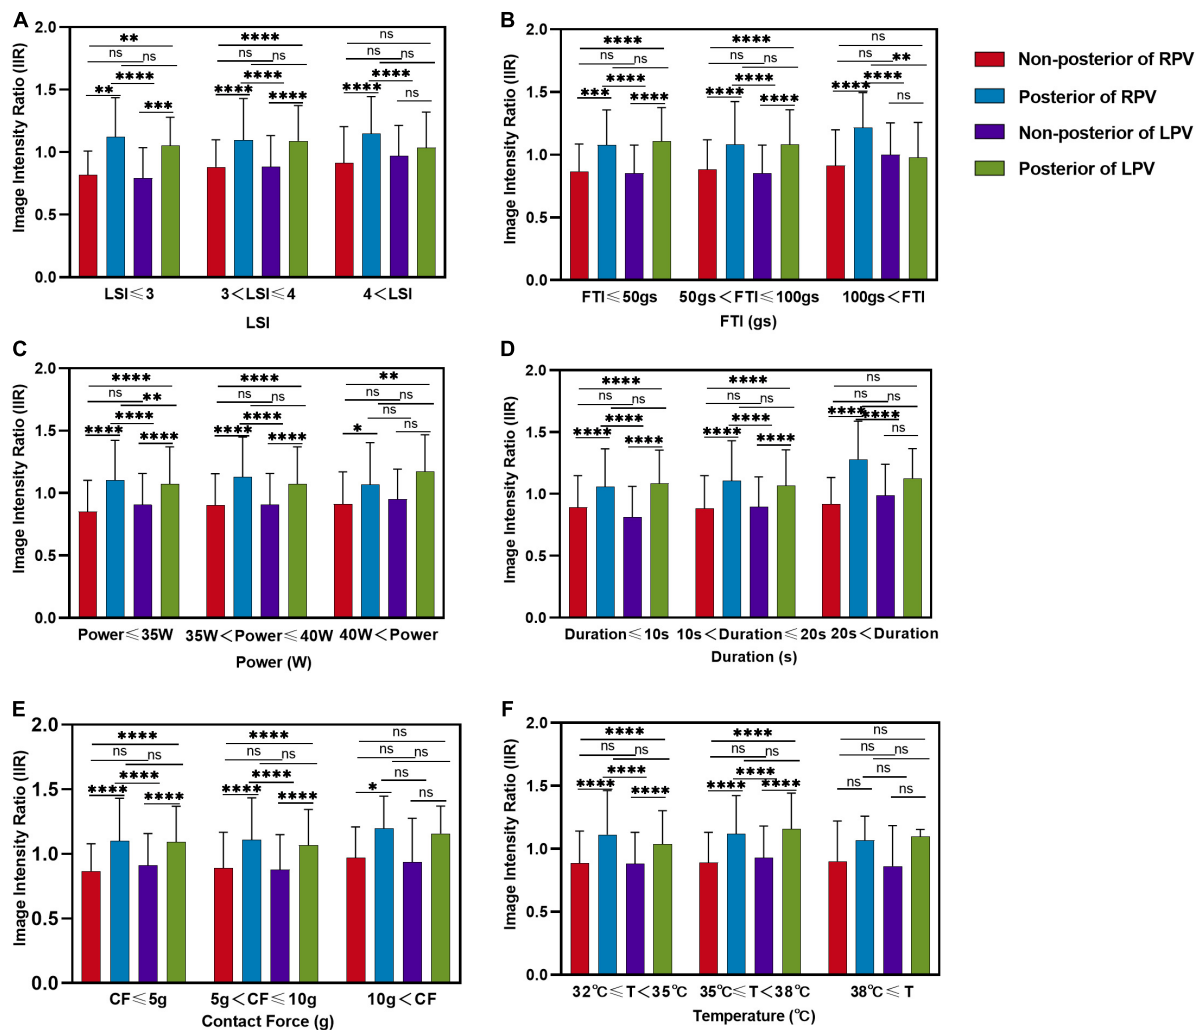 A
Image Intensity Ratio (IIR)
2.0
1.5
1.0
0.5
0.0
**
ns ns
****
** ***
****
ns ns
****
**** ****
ns
ns ns
****
**** ns
LSI≤3 3<LSI≤4 4<LSI
LSI
B
Image Intensity Ratio (IIR)
2.0
1.5
1.0
0.5
0.0
****
ns ns
****
*** ****
****
ns ns
****
**** ****
ns
ns **
****
**** ns
FTI≤50gs 50gs<FTI≤100gs 100gs<FTI
FTI (gs)
Non-posterior of RPV
Posterior of RPV
Non-posterior of LPV
Posterior of LPV
C
Image Intensity Ratio (IIR)
2.0
1.5
1.0
0.5
0.0
****
ns **
****
**** ****
****
ns ns
****
**** ****
**
ns ns
ns
* ns
Power≤35W 35W<Power≤40W 40W<Power
Power (W)
D
Image Intensity Ratio (IIR)
2.0
1.5
1.0
0.5
0.0
****
ns ns
****
**** ****
****
ns ns
****
**** ****
ns
ns ns
**** ****
ns
Duration≤10s 10s<Duration≤20s 20s<Duration
Duration (s)
E
Image Intensity Ratio (IIR)
2.0
1.5
1.0
0.5
0.0
****
ns ns
****
**** ****
****
ns ns
****
**** ****
ns
ns ns
ns
* ns
CF≤5g 5g<CF≤10g 10g<CF
Contact Force (g)
F
Image Intensity Ratio (IIR)
2.0
1.5
1.0
0.5
0.0
****
ns ns
****
**** ****
****
ns ns
****
**** ****
ns
ns ns
ns
ns ns
32℃≤T<35℃ 35℃≤T<38℃ 38℃≤T
Temperature (℃)